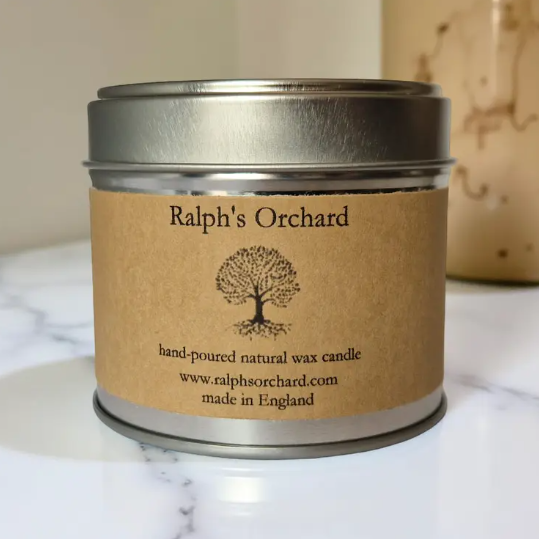 Ralph's Orchard
hand-poured natural wax candle
www.ralphsorchard.com
made in England